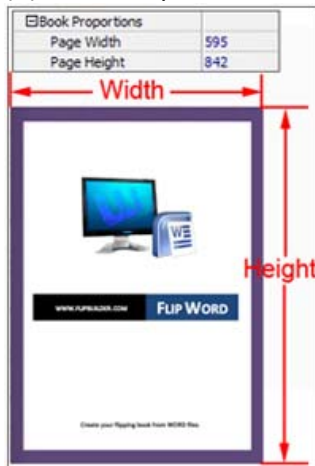 Book Proportions
Page Width 595
Page Height 842
Width
Height
W
WWW.FLIPBUILDER.COM FLIP WORD
Create your flipping book from WORD files